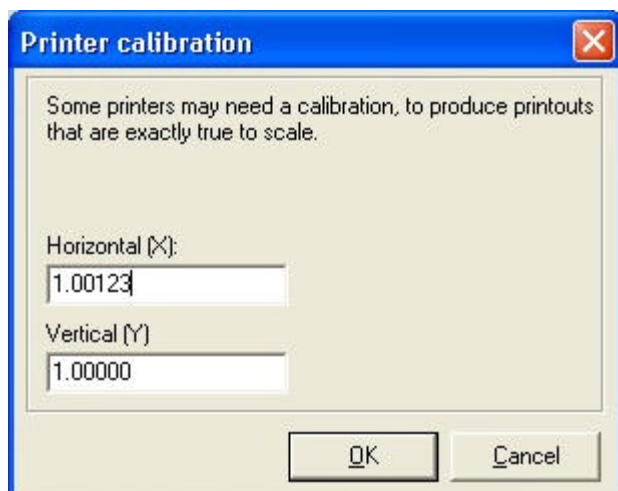 Printer calibration
Some printers may need a calibration, to produce printouts
that are exactly true to scale.
Horizontal (X):
1.00123
Vertical (Y)
1.00000
OK Cancel